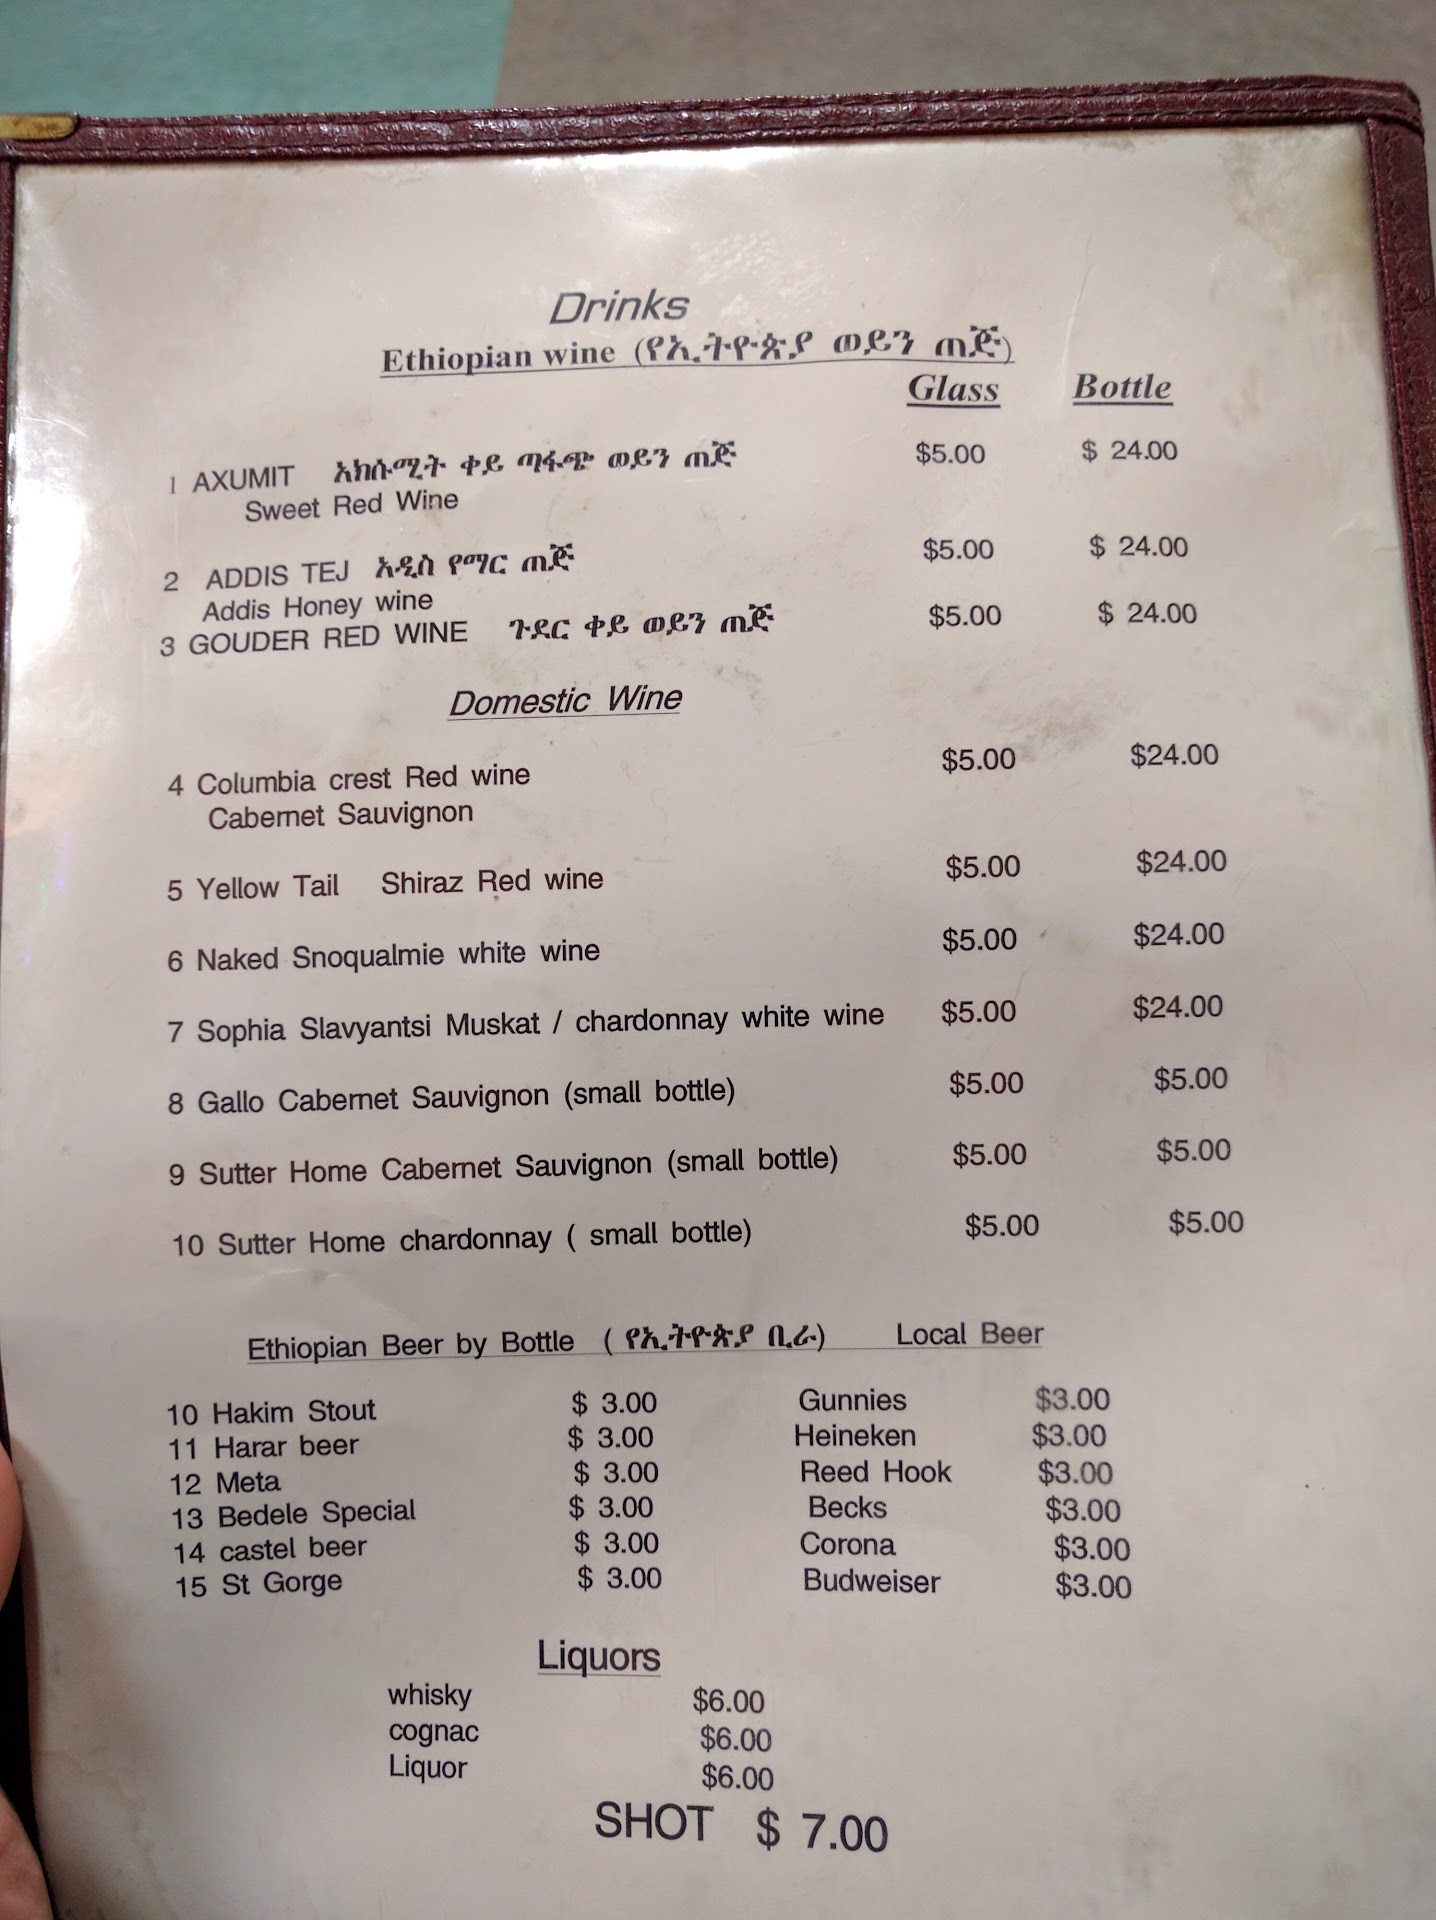 Drinks
Ethiopian wine (የኢትዮጵያ ወይን ጠጅ)
Glass Bottle
1 AXUMIT አክሱሚት ቀይ ጣፋጭ ወይን ጠጅ $5.00 $ 24.00
Sweet Red Wine
2 ADDIS TEJ አዲስ የማር ጠጅ $5.00 $ 24.00
Addis Honey wine
3 GOUDER RED WINE ጉደር ቀይ ወይን ጠጅ $5.00 $ 24.00
Domestic Wine
4 Columbia crest Red wine $5.00 $24.00
Cabernet Sauvignon
5 Yellow Tail Shiraz Red wine $5.00 $24.00
6 Naked Snoqualmie white wine $5.00 $24.00
7 Sophia Slavyantsi Muskat / chardonnay white wine $5.00 $24.00
8 Gallo Cabernet Sauvignon (small bottle) $5.00 $5.00
9 Sutter Home Cabernet Sauvignon (small bottle) $5.00 $5.00
10 Sutter Home chardonnay ( small bottle) $5.00 $5.00
Ethiopian Beer by Bottle ( የኢትዮጵያ ቢራ) Local Beer
10 Hakim Stout $ 3.00 Gunnies $3.00
11 Harar beer $ 3.00 Heineken $3.00
12 Meta $ 3.00 Reed Hook $3.00
13 Bedele Special $ 3.00 Becks $3.00
14 castel beer $ 3.00 Corona $3.00
15 St Gorge $ 3.00 Budweiser $3.00
Liquors
whisky $6.00
cognac $6.00
Liquor $6.00
SHOT $ 7.00